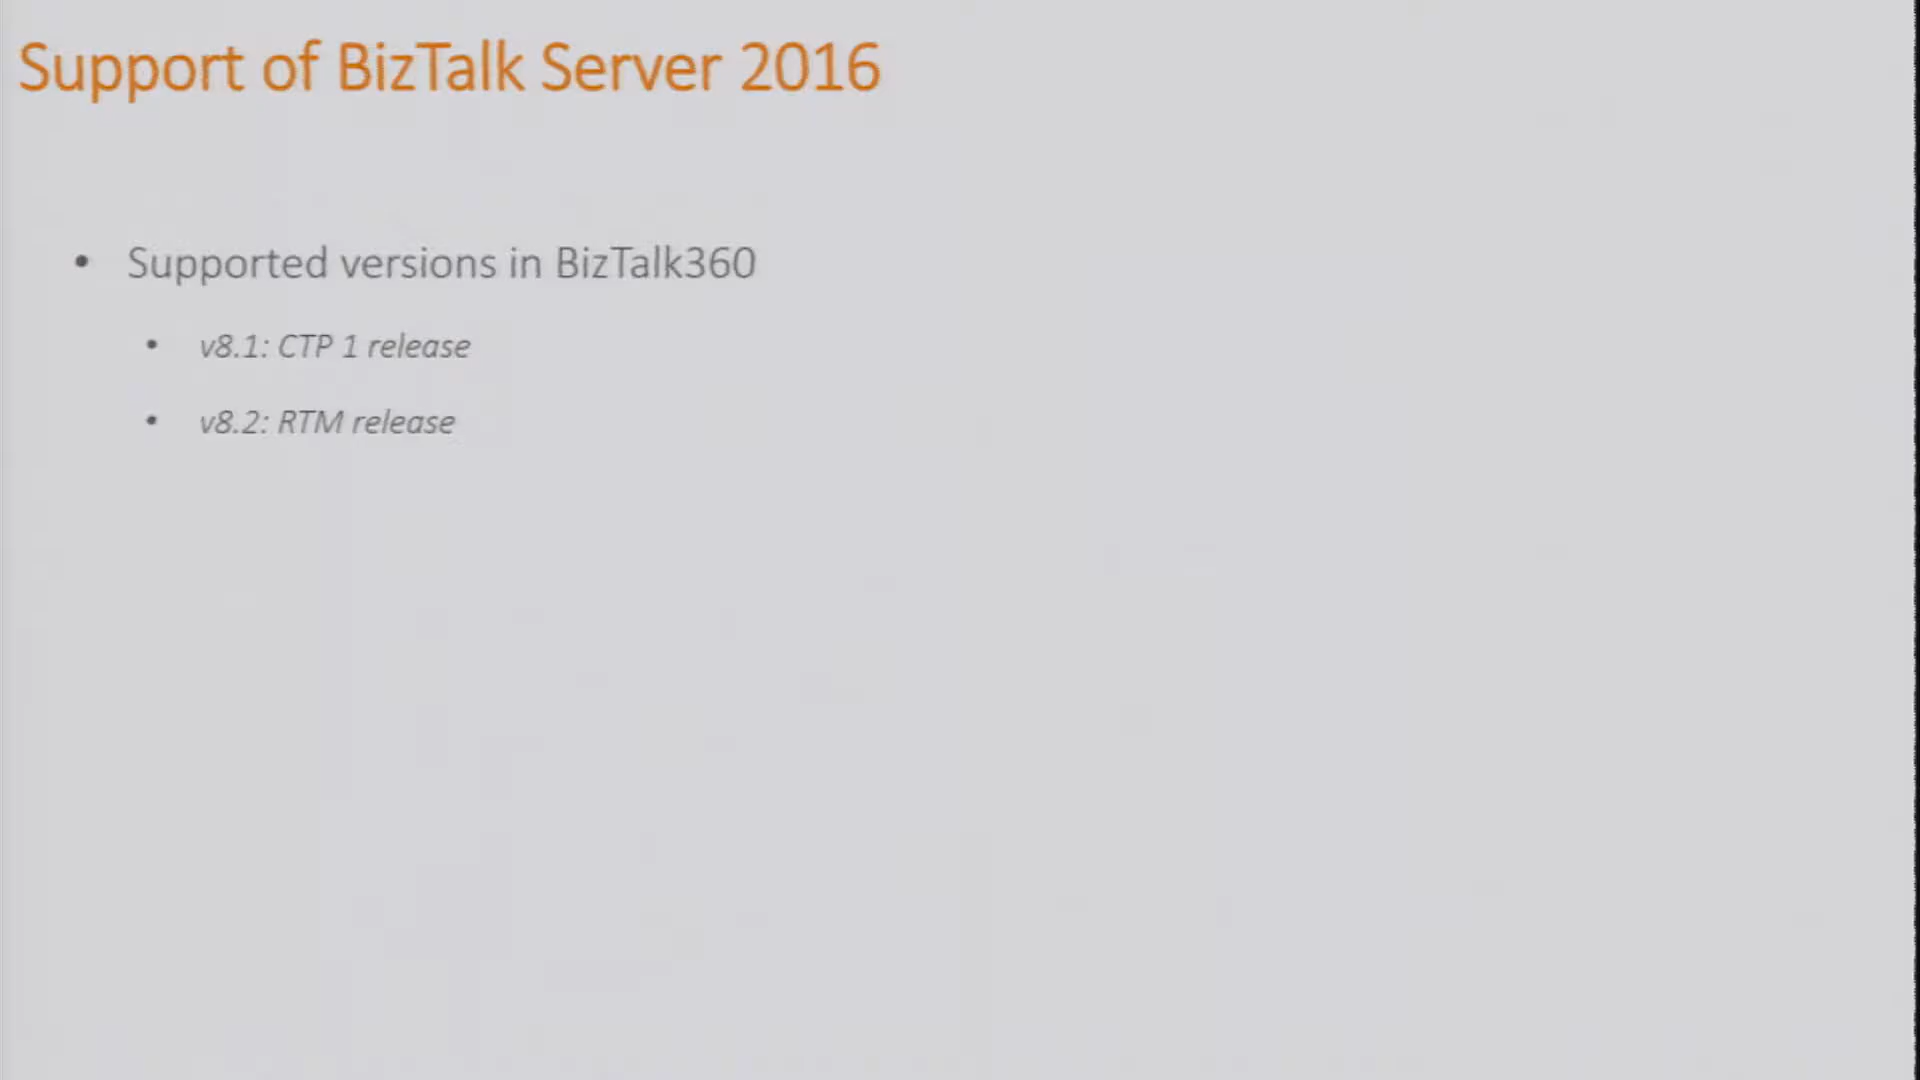 Support of BizTalk Server 2016
• Supported versions in BizTalk360
• v8.1: CTP 1 release
• v8.2: RTM release